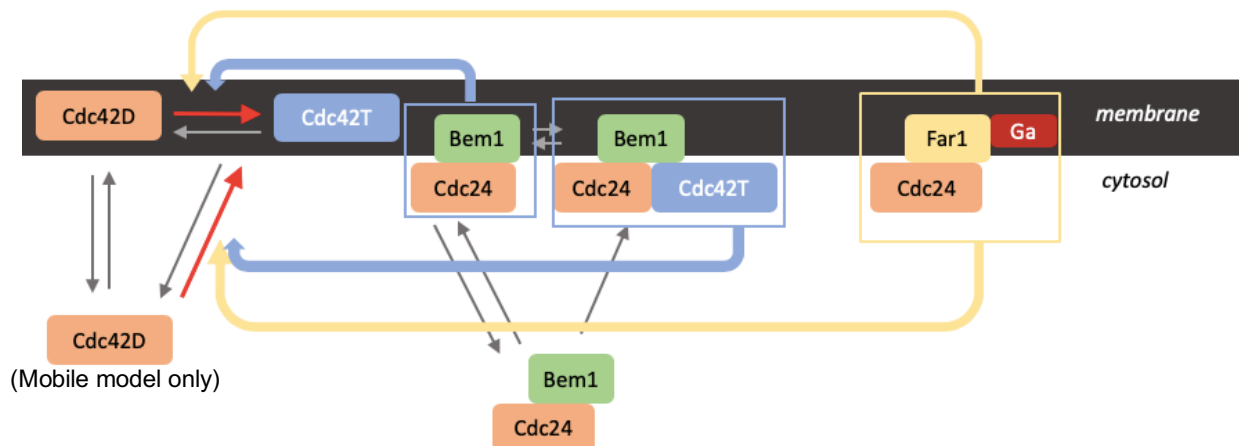 Cdc42D
Cdc42T
Bem1
Cdc24
Bem1
Cdc24
Cdc42T
Far1
Ga
Cdc24
membrane
cytosol
Cdc42D
(Mobile model only)
Bem1
Cdc24